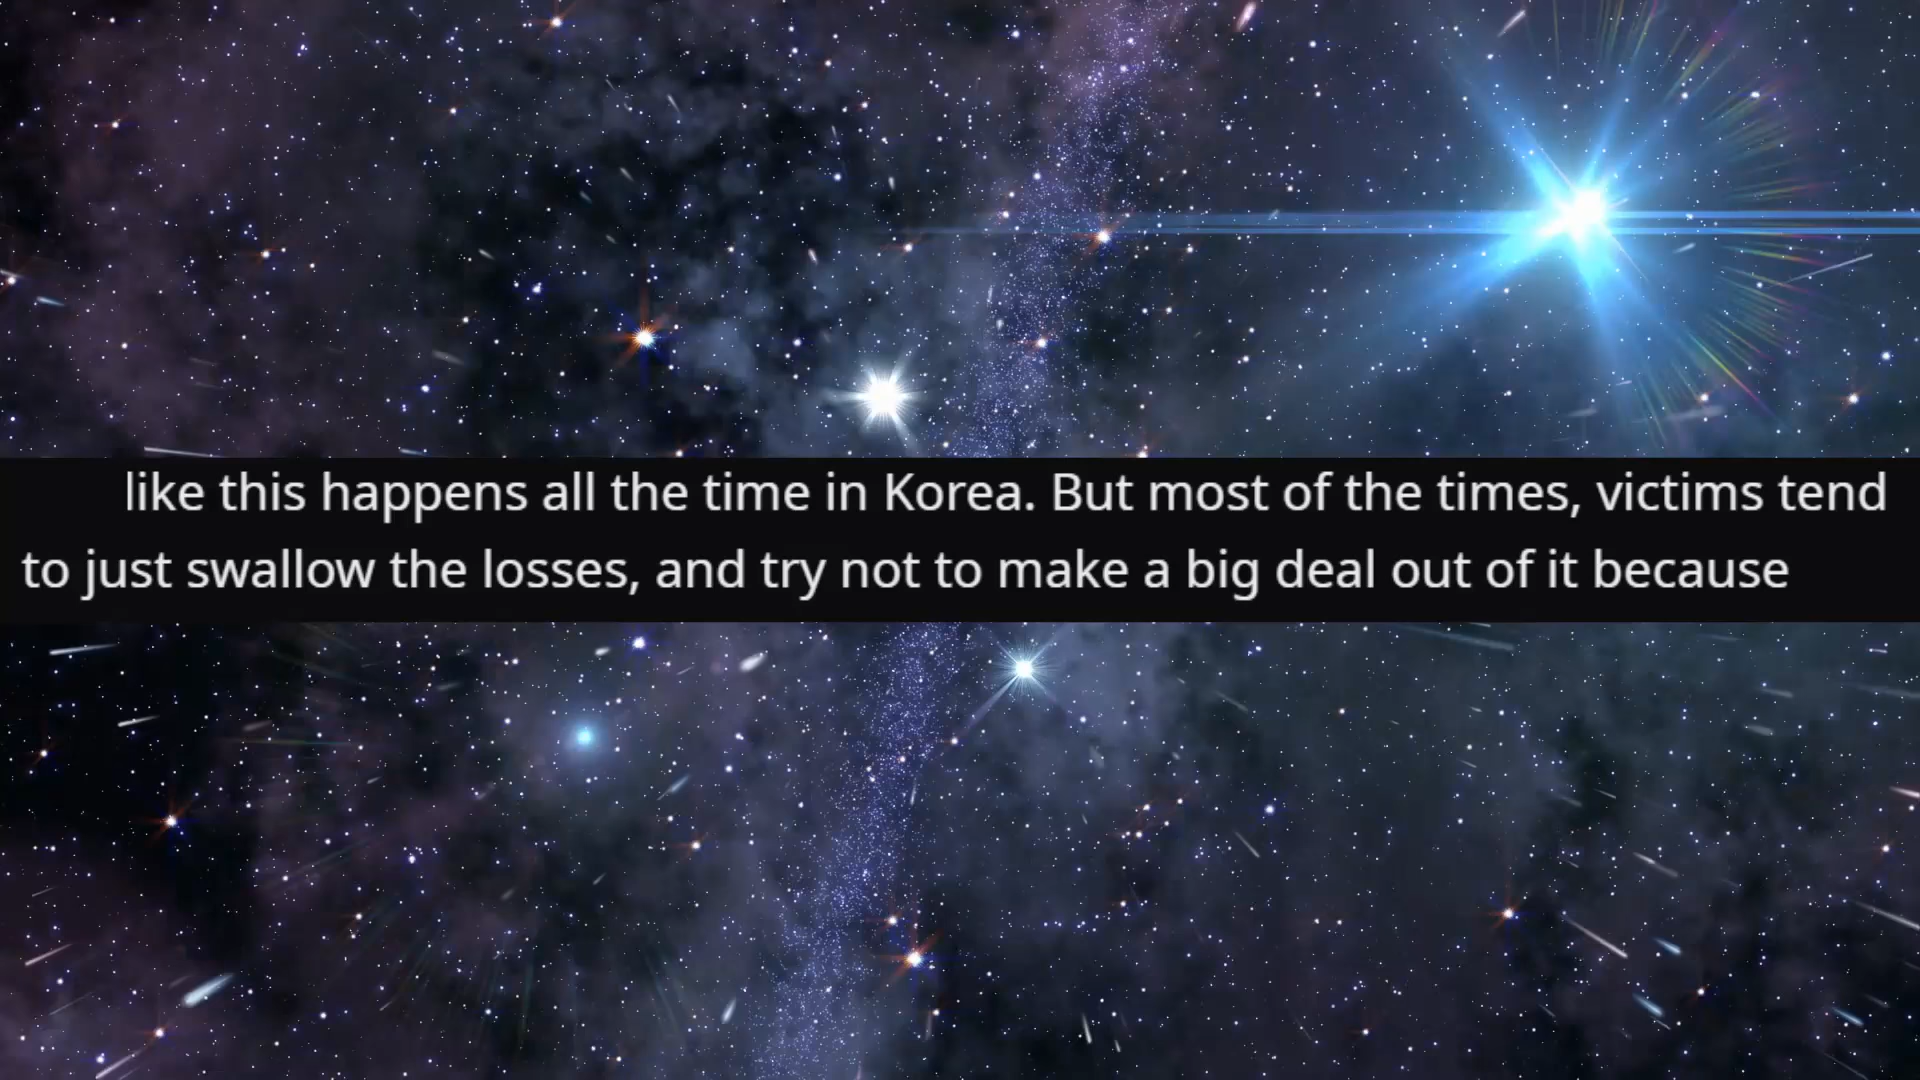 like this happens all the time in Korea. But most of the times, victims tend
to just swallow the losses, and try not to make a big deal out of it because